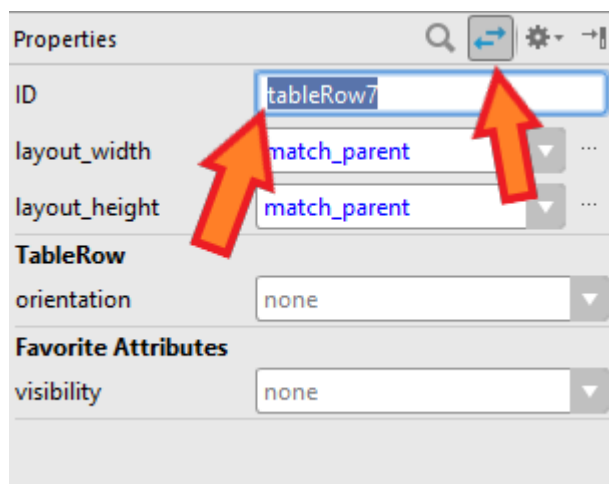 Properties
ID tableRow7
layout_width match_parent
layout_height match_parent
TableRow
orientation none
Favorite Attributes
visibility none